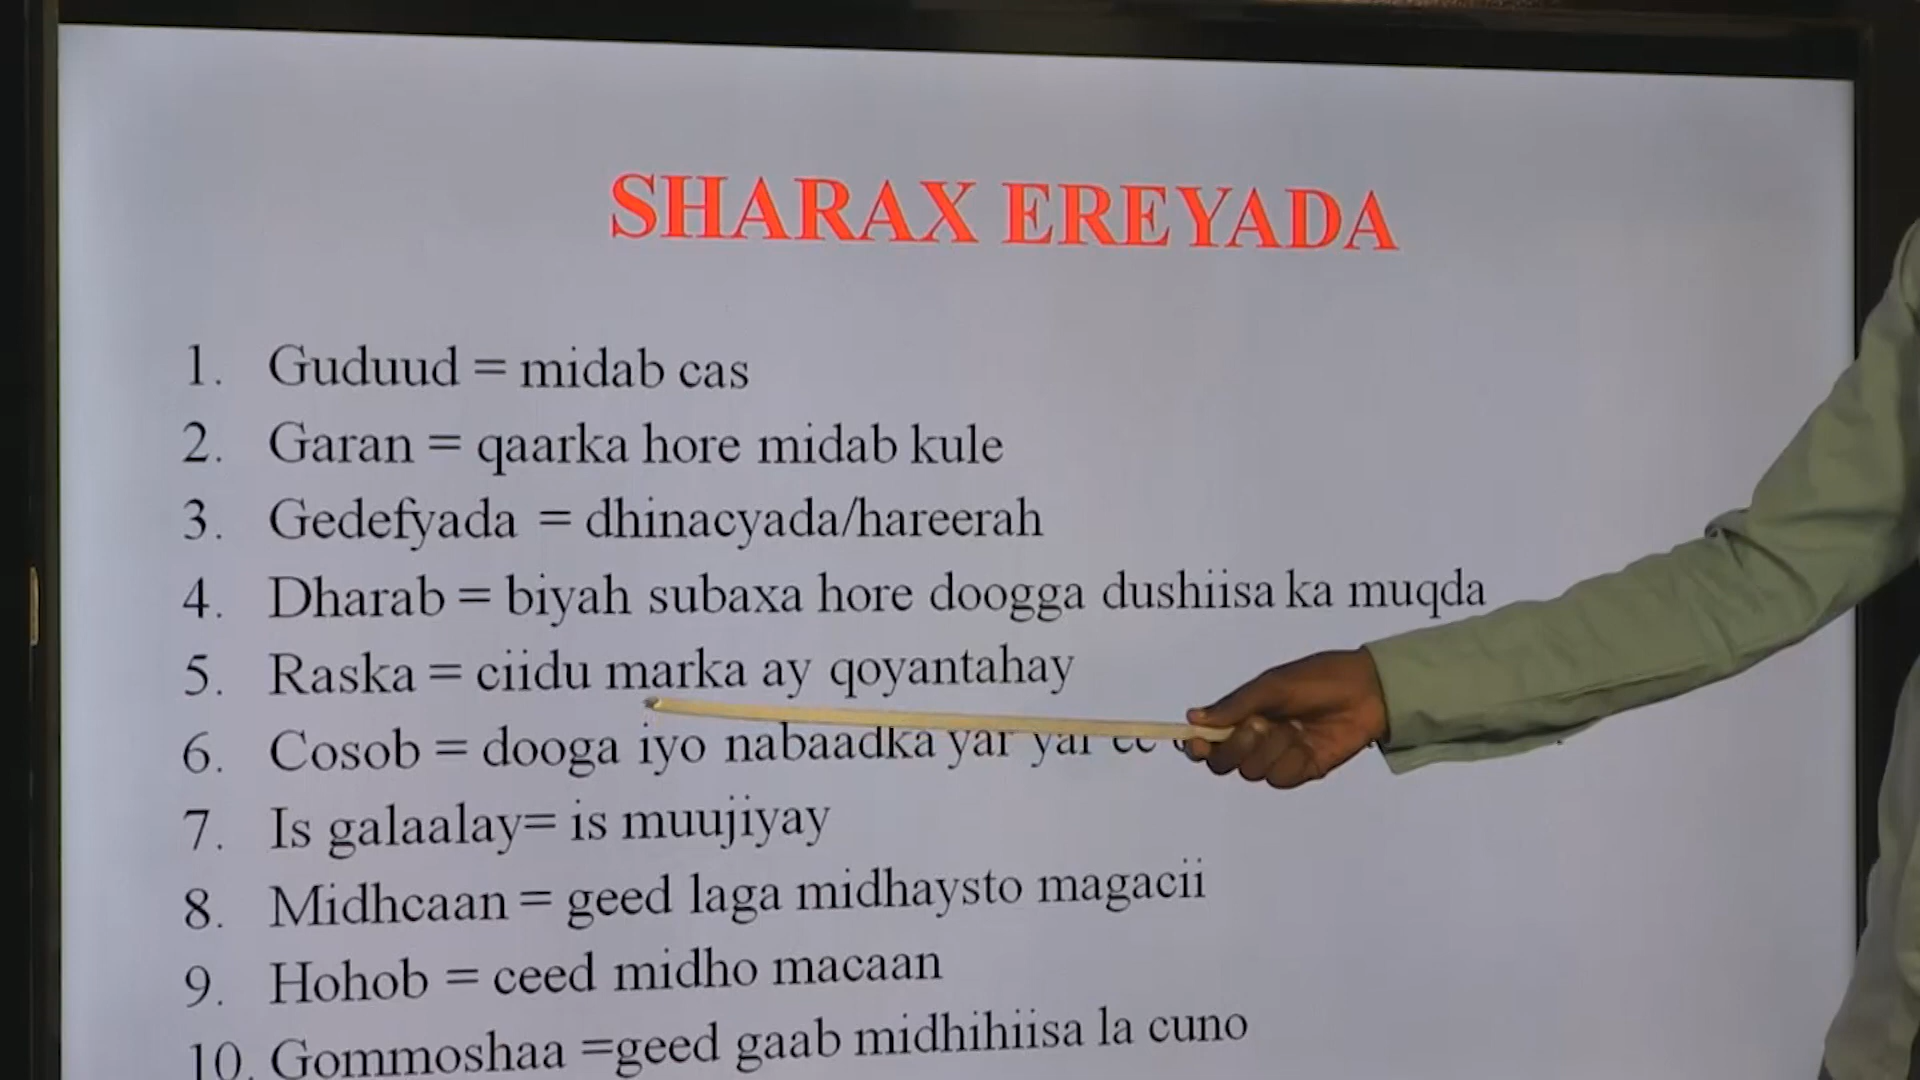 SHARAX EREYADA
1. Guduud = midab cas
2. Garan = qaarka hore midab kule
3. Gedefyada = dhinacyada/hareerah
4. Dharab = biyah subaxa hore doogga dushiisa ka muqda
5. Raska = ciidu marka ay qoyantahay
6. Cosob = dooga iyo nabaadka yar yar ee
7. Is galaalay= is muujiyay
8. Midhcaan = geed laga midhaysto magacii
9. Hohob = ceed midho macaan
10. Gommoshaa =geed gaab midhihiisa la cuno